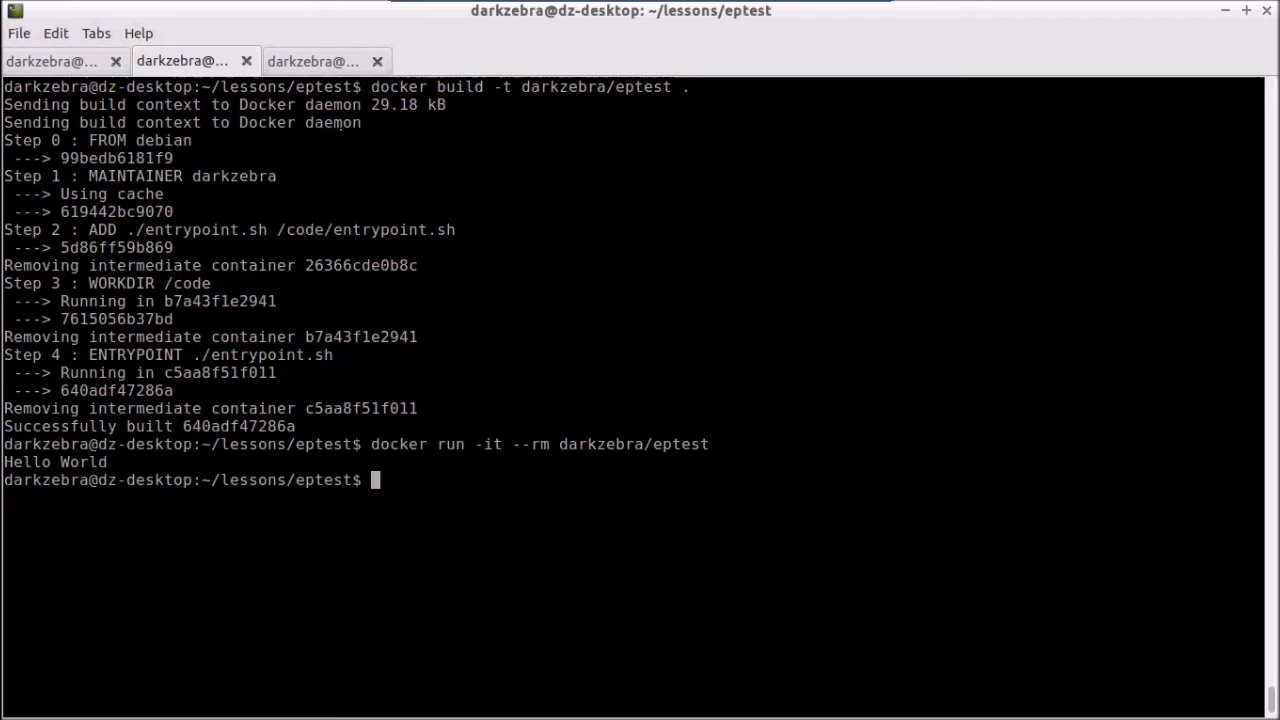 darkzebra@dz-desktop: ~/lessons/eptest
File Edit Tabs Help
darkzebra@... darkzebra@... darkzebra@...
darkzebra@dz-desktop:~/lessons/eptest$ docker build -t darkzebra/eptest .
Sending build context to Docker daemon 29.18 kB
Sending build context to Docker daemon
Step 0 : FROM debian
 ---> 99bedb6181f9
Step 1 : MAINTAINER darkzebra
 ---> Using cache
 ---> 619442bc9070
Step 2 : ADD ./entrypoint.sh /code/entrypoint.sh
 ---> 5d86ff59b869
Removing intermediate container 26366cde0b8c
Step 3 : WORKDIR /code
 ---> Running in b7a43f1e2941
 ---> 7615056b37bd
Removing intermediate container b7a43f1e2941
Step 4 : ENTRYPOINT ./entrypoint.sh
 ---> Running in c5aa8f51f011
 ---> 640adf47286a
Removing intermediate container c5aa8f51f011
Successfully built 640adf47286a
darkzebra@dz-desktop:~/lessons/eptest$ docker run -it --rm darkzebra/eptest
Hello World
darkzebra@dz-desktop:~/lessons/eptest$